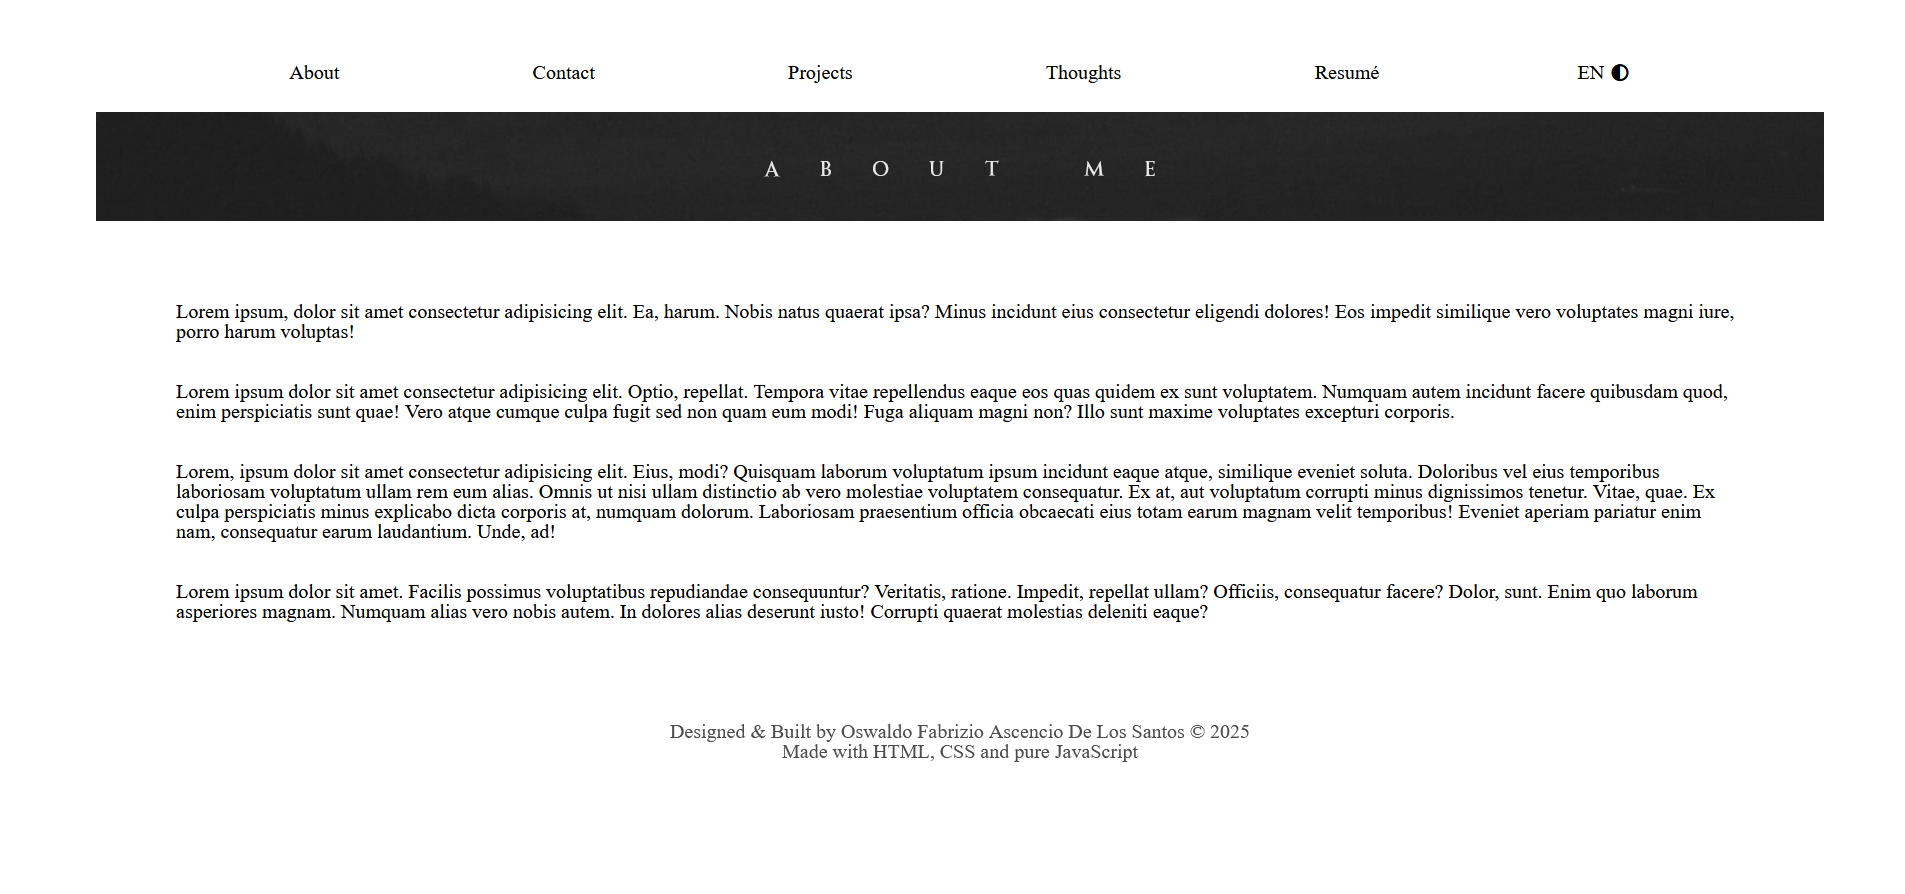 About Contact Projects Thoughts Resumé EN
ABOUT ME
Lorem ipsum, dolor sit amet consectetur adipisicing elit. Ea, harum. Nobis natus quaerat ipsa? Minus incidunt eius consectetur eligendi dolores! Eos impedit similique vero voluptates magni iure,
porro harum voluptas!
Lorem ipsum dolor sit amet consectetur adipisicing elit. Optio, repellat. Tempora vitae repellendus eaque eos quas quidem ex sunt voluptatem. Numquam autem incidunt facere quibusdam quod,
enim perspiciatis sunt quae! Vero atque cumque culpa fugit sed non quam eum modi! Fuga aliquam magni non? Illo sunt maxime voluptates excepturi corporis.
Lorem, ipsum dolor sit amet consectetur adipisicing elit. Eius, modi? Quisquam laborum voluptatum ipsum incidunt eaque atque, similique eveniet soluta. Doloribus vel eius temporibus
laboriosam voluptatum ullam rem eum alias. Omnis ut nisi ullam distinctio ab vero molestiae voluptatem consequatur. Ex at, aut voluptatum corrupti minus dignissimos tenetur. Vitae, quae. Ex
culpa perspiciatis minus explicabo dicta corporis at, numquam dolorum. Laboriosam praesentium officia obcaecati eius totam earum magnam velit temporibus! Eveniet aperiam pariatur enim
nam, consequatur earum laudantium. Unde, ad!
Lorem ipsum dolor sit amet. Facilis possimus voluptatibus repudiandae consequuntur? Veritatis, ratione. Impedit, repellat ullam? Officiis, consequatur facere? Dolor, sunt. Enim quo laborum
asperiores magnam. Numquam alias vero nobis autem. In dolores alias deserunt iusto! Corrupti quaerat molestias deleniti eaque?
Designed & Built by Oswaldo Fabrizio Ascencio De Los Santos © 2025
Made with HTML, CSS and pure JavaScript